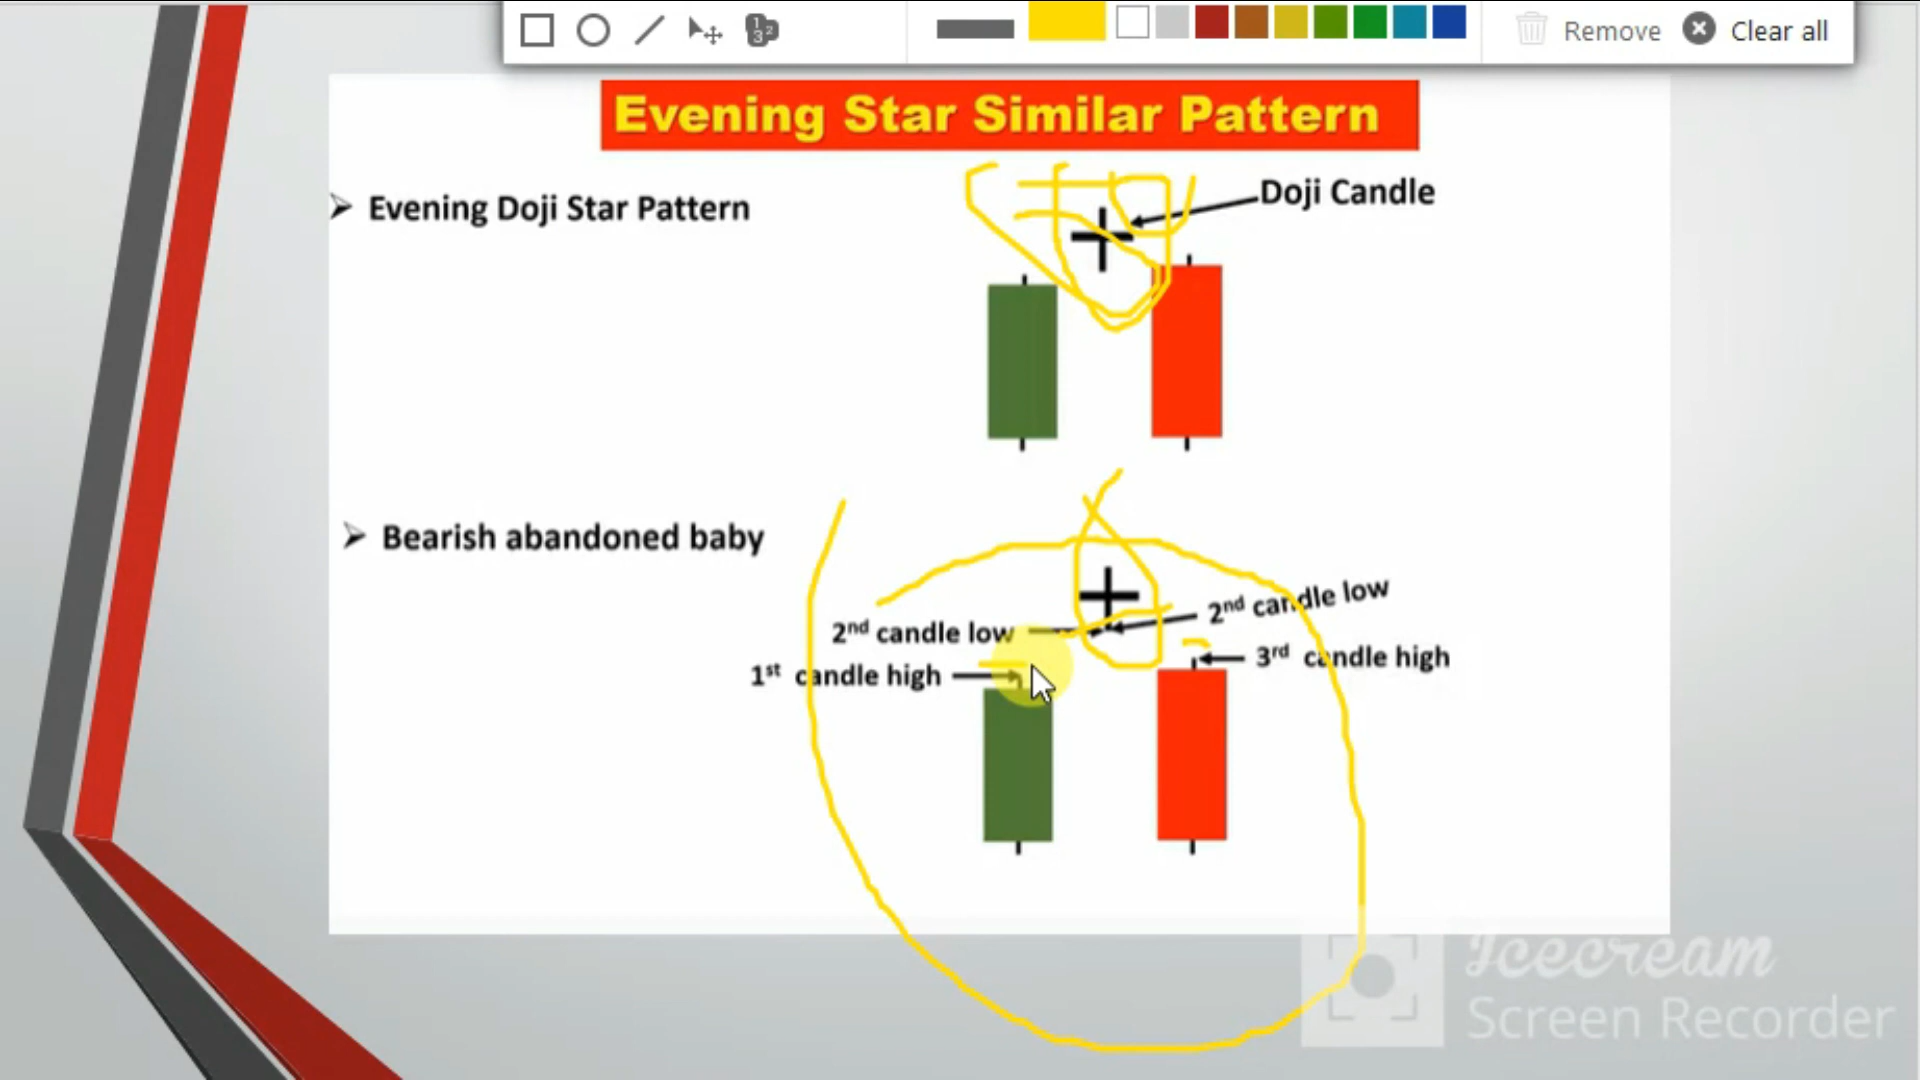 Remove Clear all
Evening Star Similar Pattern
Evening Doji Star Pattern
Doji Candle
Bearish abandoned baby
2nd candle low
2nd candle low
1st candle high
3rd candle high
Icecream
Screen Recorder